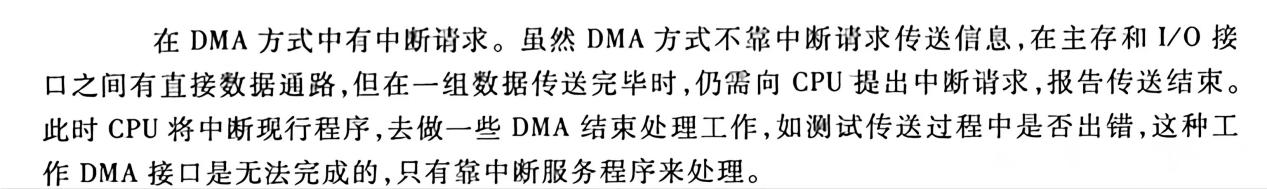 在 DMA 方式中有中断请求。虽然 DMA 方式不靠中断请求传送信息,在主存和 I/O 接
口之间有直接数据通路,但在一组数据传送完毕时,仍需向 CPU 提出中断请求,报告传送结束。
此时 CPU 将中断现行程序,去做一些 DMA 结束处理工作,如测试传送过程中是否出错,这种工
作 DMA 接口是无法完成的,只有靠中断服务程序来处理。